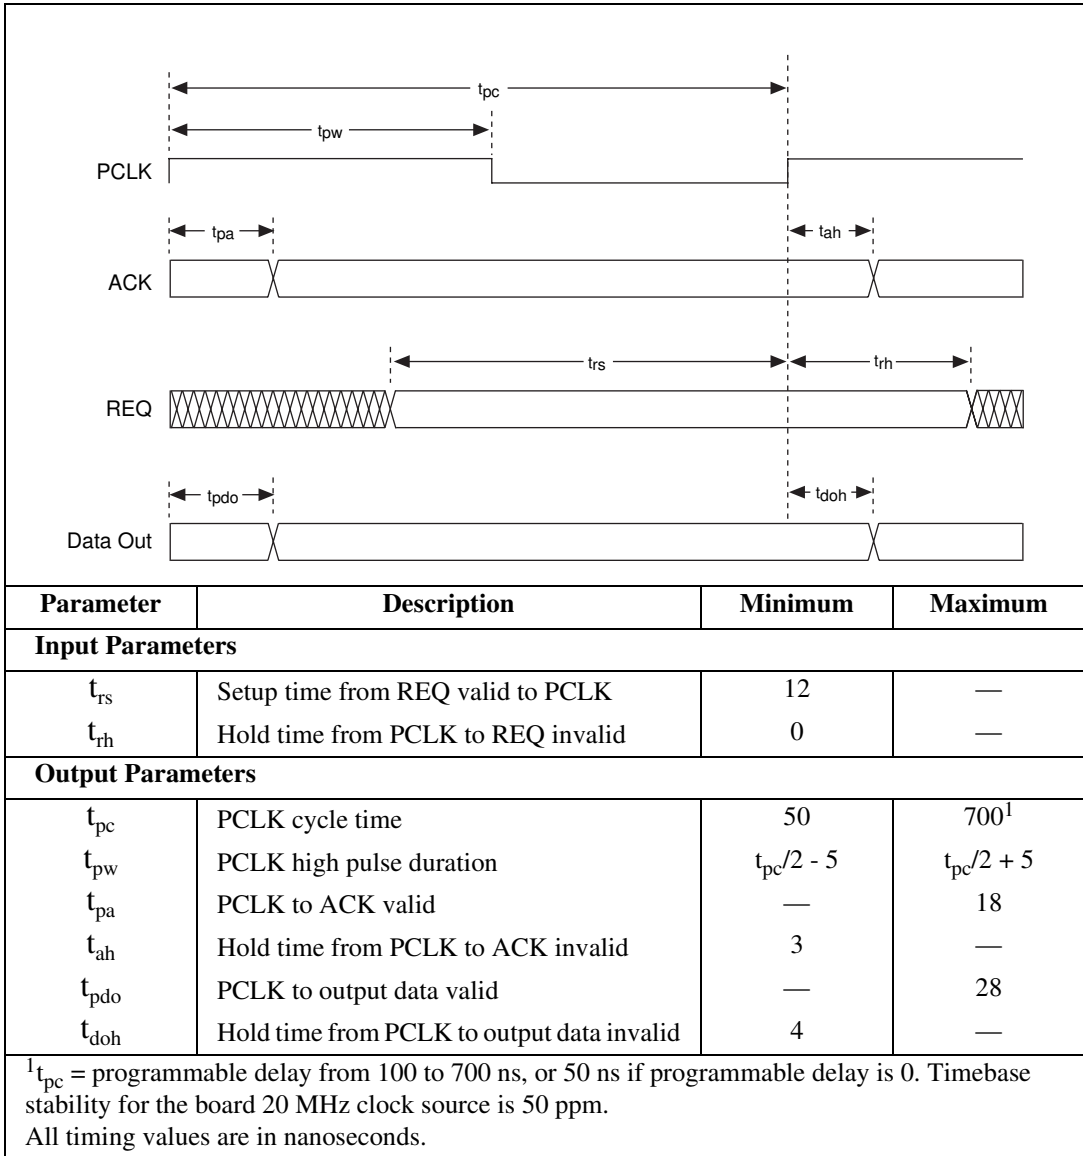 tpc
tpw
PCLK
tpa
tah
ACK
trs
trh
REQ
tpdo
tdoh
Data Out
Parameter Description Minimum Maximum
Input Parameters
trs Setup time from REQ valid to PCLK 12 —
trh Hold time from PCLK to REQ invalid 0 —
Output Parameters
tpc PCLK cycle time 50 700¹
tpw PCLK high pulse duration tpc/2 - 5 tpc/2 + 5
tpa PCLK to ACK valid — 18
tah Hold time from PCLK to ACK invalid 3 —
tpdo PCLK to output data valid — 28
tdoh Hold time from PCLK to output data invalid 4 —
¹tpc = programmable delay from 100 to 700 ns, or 50 ns if programmable delay is 0. Timebase
stability for the board 20 MHz clock source is 50 ppm.
All timing values are in nanoseconds.